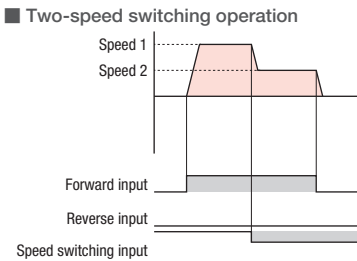 ■ Two-speed switching operation
Speed 1
Speed 2
Forward input
Reverse input
Speed switching input